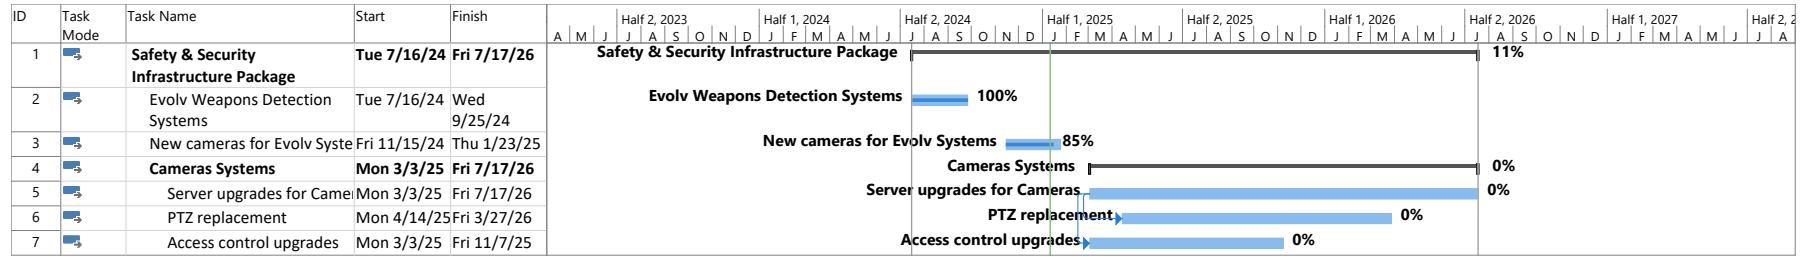 ID Task Mode Task Name Start Finish
Half 2, 2023 Half 1, 2024 Half 2, 2024 Half 1, 2025 Half 2, 2025 Half 1, 2026 Half 2, 2026 Half 1, 2027 Half 2, 2
A M J J A S O N D J F M A M J J A S O N D J F M A M J J A S O N D J F M A M J J A S O N D J F M A M J J A
1 Safety & Security Infrastructure Package Tue 7/16/24 Fri 7/17/26 Safety & Security Infrastructure Package 11%
2 Evolv Weapons Detection Systems Tue 7/16/24 Wed 9/25/24 Evolv Weapons Detection Systems 100%
3 New cameras for Evolv Syste Fri 11/15/24 Thu 1/23/25 New cameras for Evolv Systems 85%
4 Cameras Systems Mon 3/3/25 Fri 7/17/26 Cameras Systems 0%
5 Server upgrades for Camer Mon 3/3/25 Fri 7/17/26 Server upgrades for Cameras 0%
6 PTZ replacement Mon 4/14/25 Fri 3/27/26 PTZ replacement 0%
7 Access control upgrades Mon 3/3/25 Fri 11/7/25 Access control upgrades 0%